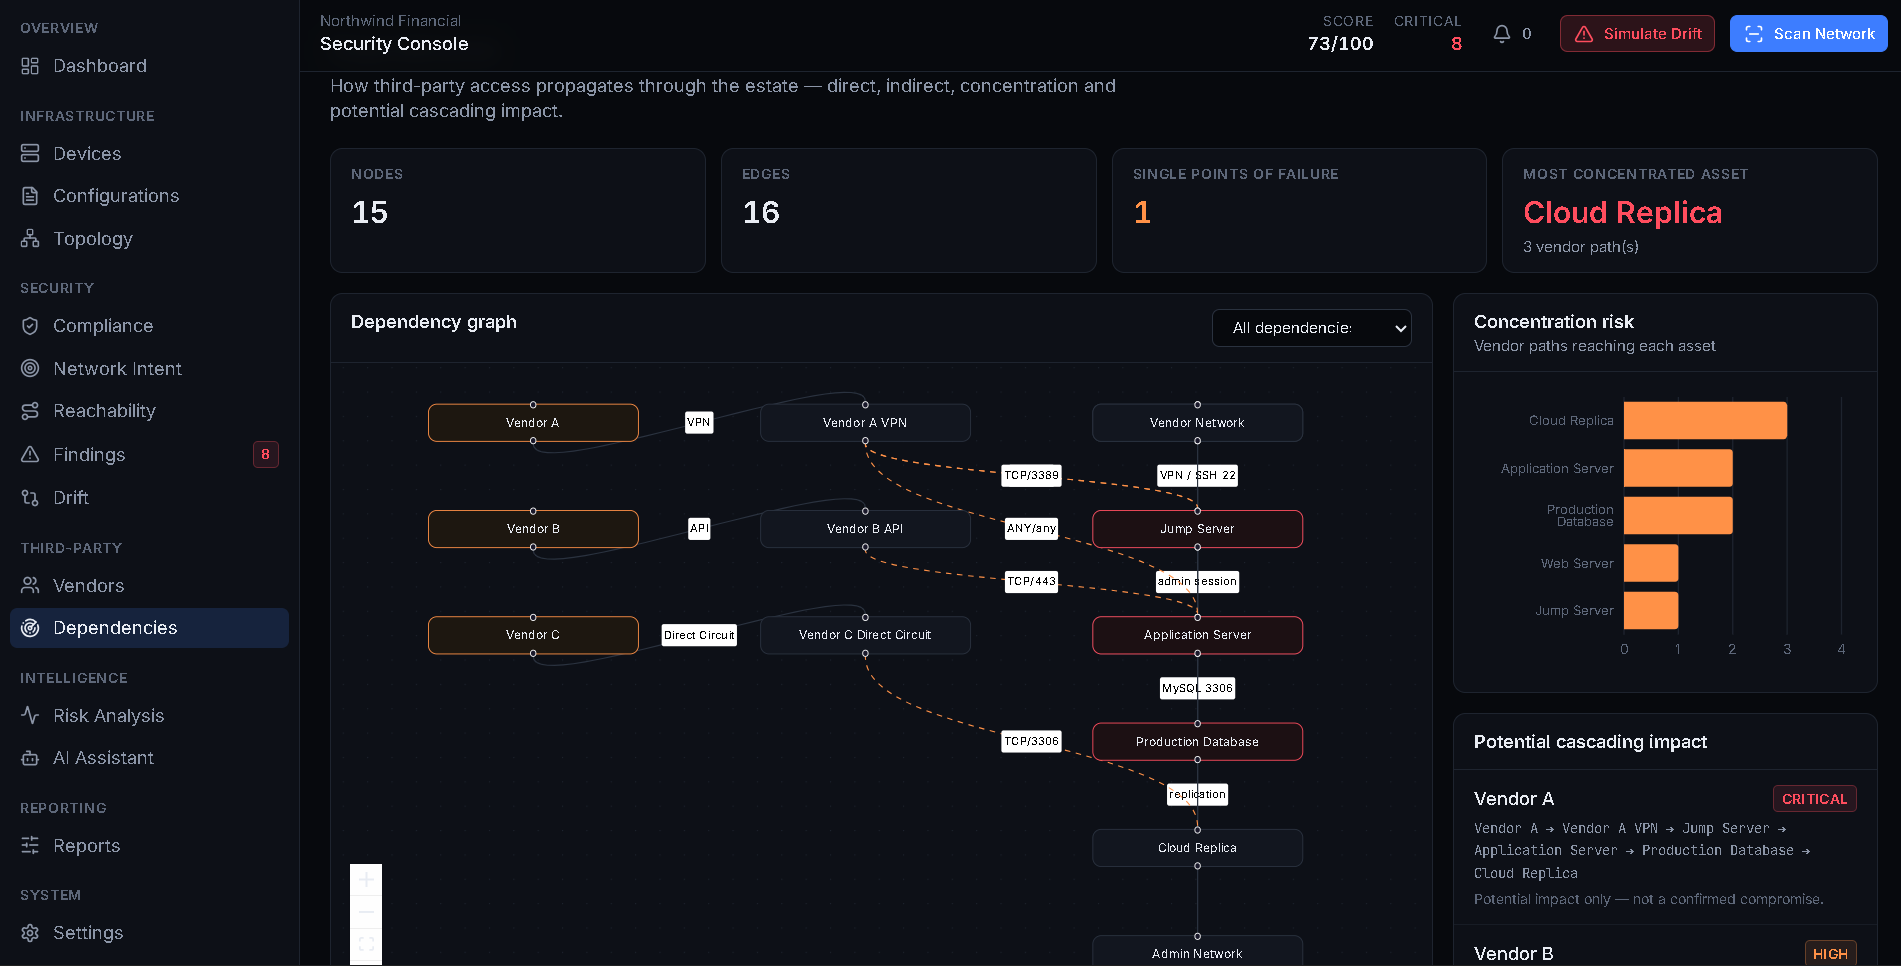 OVERVIEW
Dashboard
INFRASTRUCTURE
Devices
Configurations
Topology
SECURITY
Compliance
Network Intent
Reachability
Findings
8
Drift
THIRD-PARTY
Vendors
Dependencies
INTELLIGENCE
Risk Analysis
AI Assistant
REPORTING
Reports
SYSTEM
Settings
Northwind Financial
Security Console
SCORE
73/100
CRITICAL
8
0
Simulate Drift
Scan Network
How third-party access propagates through the estate — direct, indirect, concentration and
potential cascading impact.
NODES
15
EDGES
16
SINGLE POINTS OF FAILURE
1
MOST CONCENTRATED ASSET
Cloud Replica
3 vendor path(s)
Dependency graph
All dependencies
Vendor A
VPN
Vendor A VPN
Vendor Network
TCP/3389
VPN / SSH 22
Vendor B
API
Vendor B API
ANY/any
Jump Server
TCP/443
admin session
Vendor C
Direct Circuit
Vendor C Direct Circuit
Application Server
MySQL 3306
TCP/3306
Production Database
replication
Cloud Replica
Admin Network
Concentration risk
Vendor paths reaching each asset
Cloud Replica
Application Server
Production
Database
Web Server
Jump Server
0 1 2 3 4
Potential cascading impact
Vendor A
CRITICAL
Vendor A → Vendor A VPN → Jump Server →
Application Server → Production Database →
Cloud Replica
Potential impact only — not a confirmed compromise.
Vendor B
HIGH